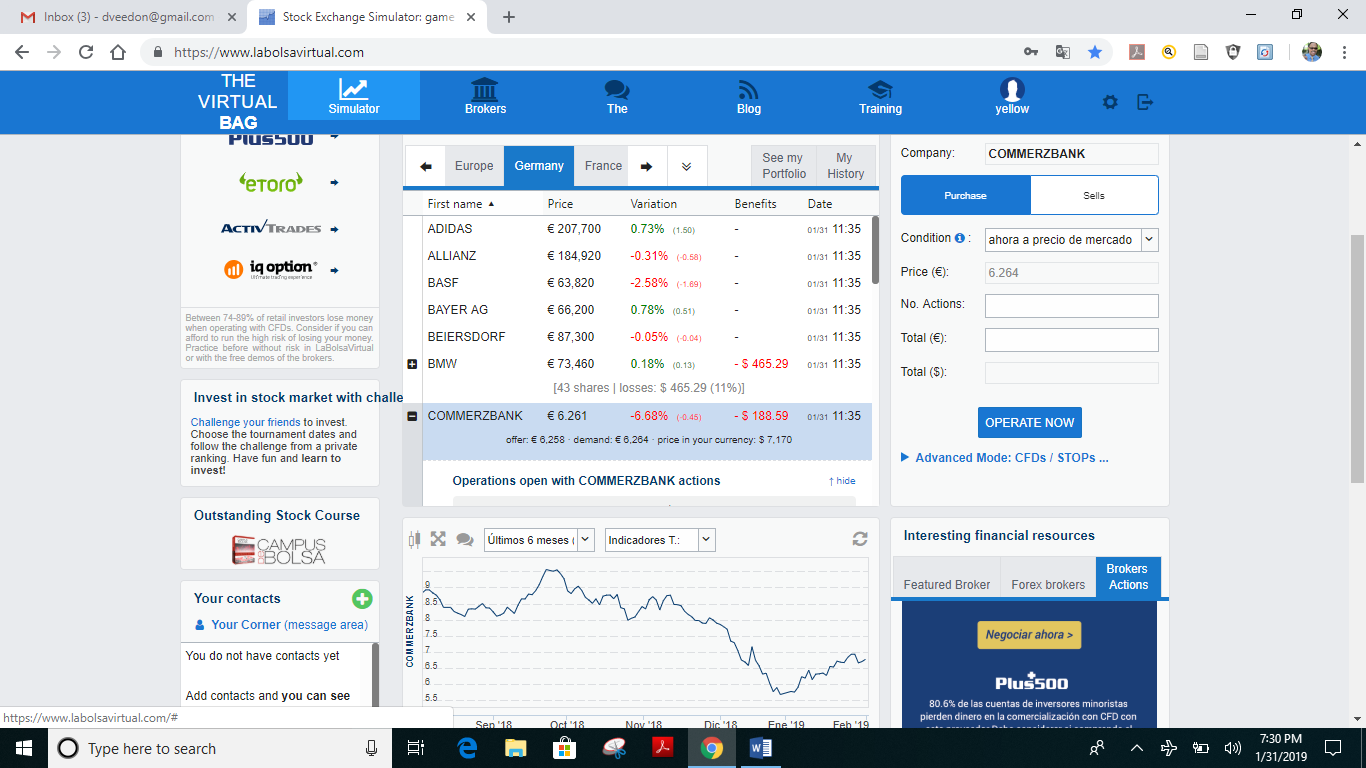 Inbox (3) - dveedon@gmail.com
Stock Exchange Simulator: game
https://www.labolsavirtual.com
THE
VIRTUAL
BAG
Simulator
Brokers
The
Blog
Training
yellow
Plus500
eToro
ACTIVTRADES
iq option
Ultimate trading experience
Between 74-89% of retail investors lose money
when operating with CFDs. Consider if you can
afford to run the high risk of losing your money.
Practice before without risk in LaBolsaVirtual
or with the free demos of the brokers.
Invest in stock market with challe
Challenge your friends to invest.
Choose the tournament dates and
follow the challenge from a private
ranking. Have fun and learn to
invest!
Outstanding Stock Course
CAMPUS
DE BOLSA
Your contacts
Your Corner (message area)
You do not have contacts yet
Add contacts and you can see
https://www.labolsavirtual.com/#
Europe
Germany
France
See my
Portfolio
My
History
First name Price Variation Benefits Date
ADIDAS € 207,700 0.73% (1.50) - 01/31 11:35
ALLIANZ € 184,920 -0.31% (-0.58) - 01/31 11:35
BASF € 63,820 -2.58% (-1.69) - 01/31 11:35
BAYER AG € 66,200 0.78% (0.51) - 01/31 11:35
BEIERSDORF € 87,300 -0.05% (-0.04) - 01/31 11:35
BMW € 73,460 0.18% (0.13) - $ 465.29 01/31 11:35
[43 shares | losses: $ 465.29 (11%)]
COMMERZBANK € 6.261 -6.68% (-0.45) - $ 188.59 01/31 11:35
offer: € 6,258 · demand: € 6,264 · price in your currency: $ 7,170
Operations open with COMMERZBANK actions
↑ hide
Últimos 6 meses (
Indicadores T.:
COMMERZBANK
9
8.5
8
7.5
7
6.5
6
5.5
Sep '18 Oct '18 Nov '18 Dic '18 Ene '19 Feb '19
Company: COMMERZBANK
Purchase
Sells
Condition : ahora a precio de mercado
Price (€): 6.264
No. Actions:
Total (€):
Total ($):
OPERATE NOW
Advanced Mode: CFDs / STOPs ...
Interesting financial resources
Featured Broker
Forex brokers
Brokers
Actions
Negociar ahora >
Plus500
80.6% de las cuentas de inversores minoristas
pierden dinero en la comercialización con CFD con
Type here to search
7:30 PM
1/31/2019